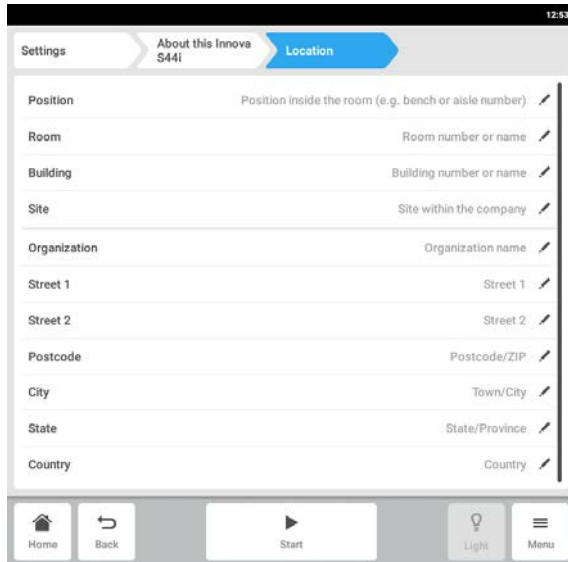 12:53
Settings
About this Innova
S44i
Location
Position Position inside the room (e.g. bench or aisle number)
Room Room number or name
Building Building number or name
Site Site within the company
Organization Organization name
Street 1 Street 1
Street 2 Street 2
Postcode Postcode/ZIP
City Town/City
State State/Province
Country Country
Home Back Start Light Menu